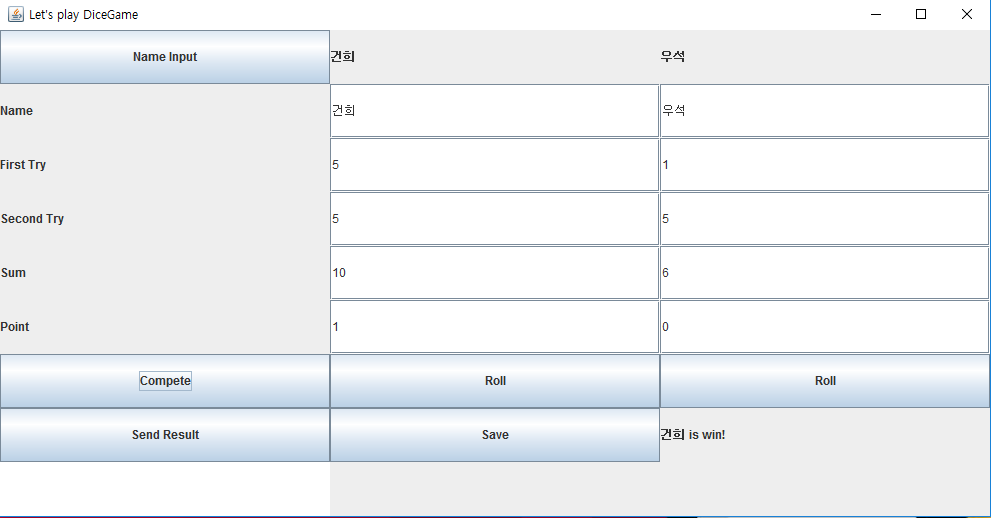 Let's play DiceGame
Name Input 건희 우석
Name 건희 우석
First Try 5 1
Second Try 5 5
Sum 10 6
Point 1 0
Compete Roll Roll
Send Result Save 건희 is win!